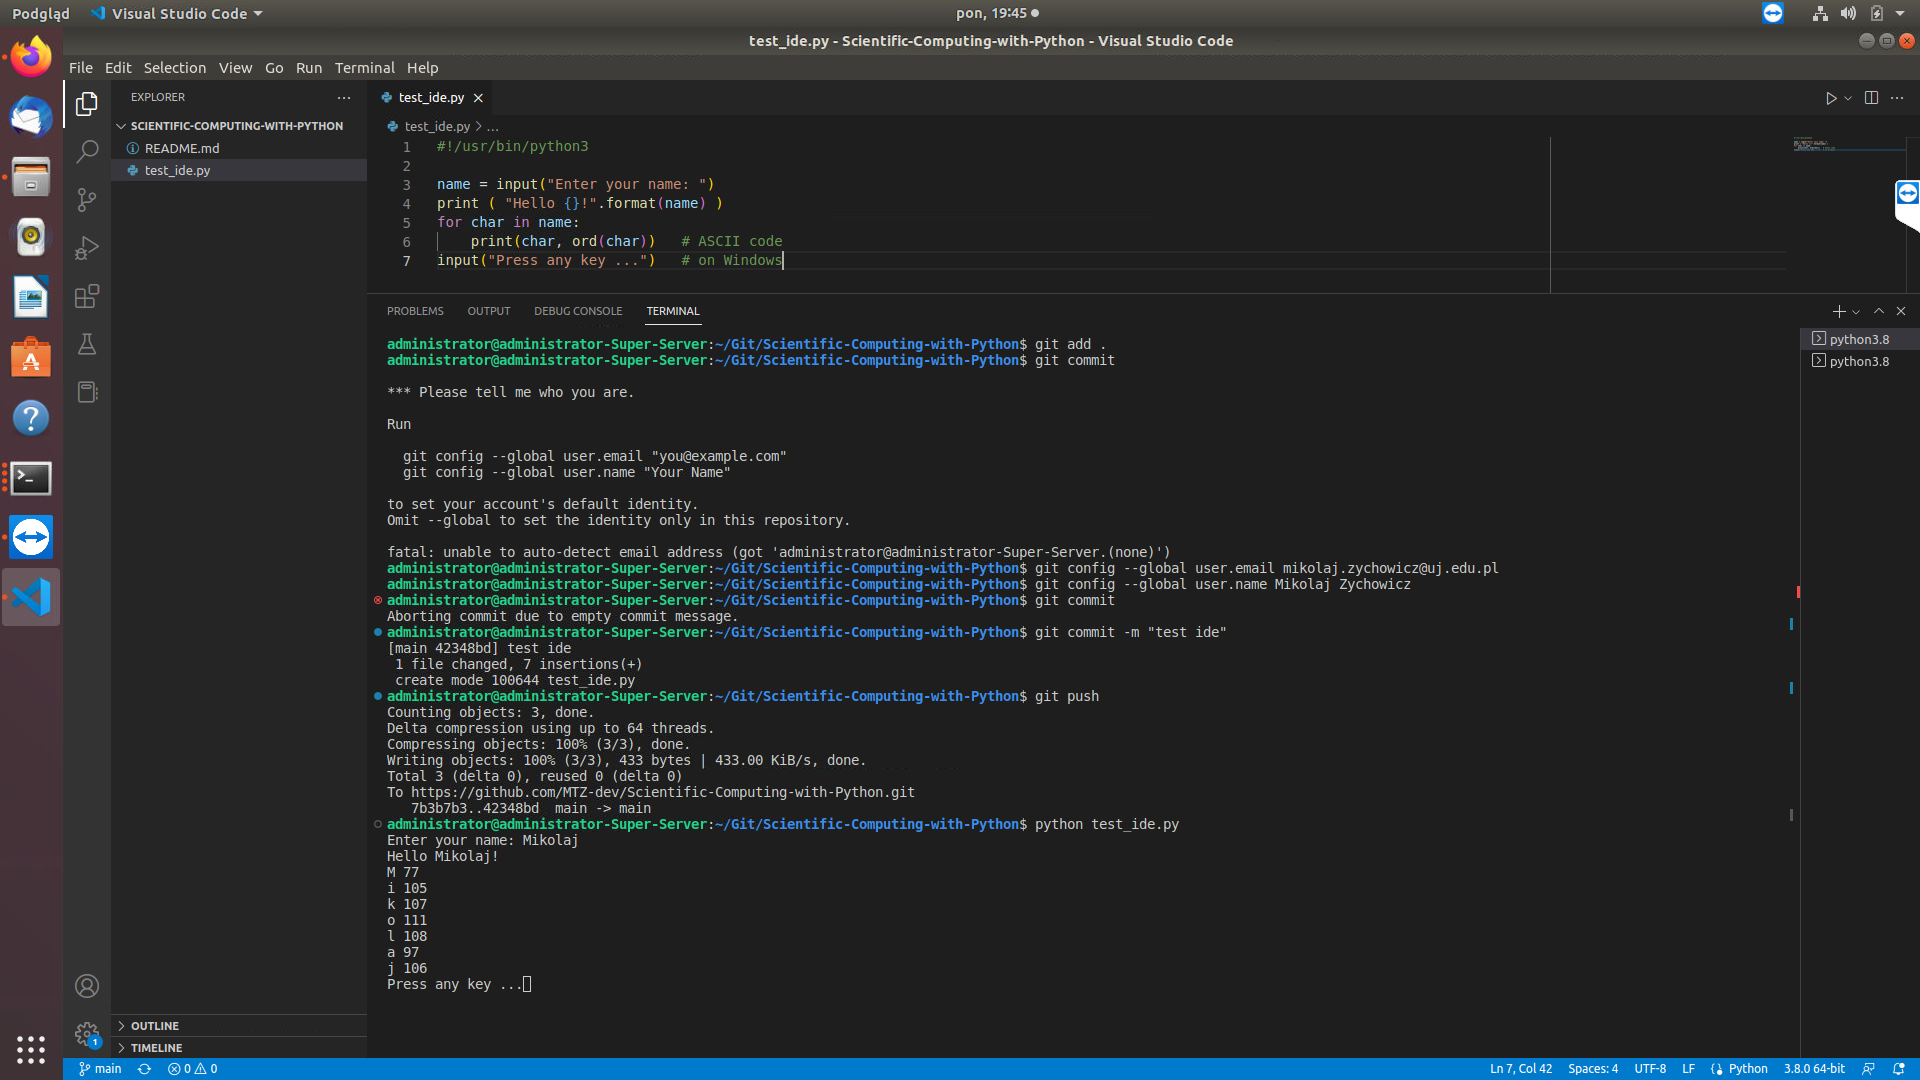 Podgląd
Visual Studio Code
pon, 19:45
test_ide.py - Scientific-Computing-with-Python - Visual Studio Code
File Edit Selection View Go Run Terminal Help
EXPLORER
SCIENTIFIC-COMPUTING-WITH-PYTHON
README.md
test_ide.py
OUTLINE
TIMELINE
test_ide.py
test_ide.py > ...
1 #!/usr/bin/python3
2
3 name = input("Enter your name: ")
4 print ( "Hello {}!".format(name) )
5 for char in name:
6     print(char, ord(char))   # ASCII code
7 input("Press any key ...")   # on Windows
PROBLEMS OUTPUT DEBUG CONSOLE TERMINAL
python3.8
python3.8
administrator@administrator-Super-Server:~/Git/Scientific-Computing-with-Python$ git add .
administrator@administrator-Super-Server:~/Git/Scientific-Computing-with-Python$ git commit
*** Please tell me who you are.
Run
  git config --global user.email "you@example.com"
  git config --global user.name "Your Name"
to set your account's default identity.
Omit --global to set the identity only in this repository.
fatal: unable to auto-detect email address (got 'administrator@administrator-Super-Server.(none)')
administrator@administrator-Super-Server:~/Git/Scientific-Computing-with-Python$ git config --global user.email mikolaj.zychowicz@uj.edu.pl
administrator@administrator-Super-Server:~/Git/Scientific-Computing-with-Python$ git config --global user.name Mikolaj Zychowicz
administrator@administrator-Super-Server:~/Git/Scientific-Computing-with-Python$ git commit
Aborting commit due to empty commit message.
administrator@administrator-Super-Server:~/Git/Scientific-Computing-with-Python$ git commit -m "test ide"
[main 42348bd] test ide
 1 file changed, 7 insertions(+)
 create mode 100644 test_ide.py
administrator@administrator-Super-Server:~/Git/Scientific-Computing-with-Python$ git push
Counting objects: 3, done.
Delta compression using up to 64 threads.
Compressing objects: 100% (3/3), done.
Writing objects: 100% (3/3), 433 bytes | 433.00 KiB/s, done.
Total 3 (delta 0), reused 0 (delta 0)
To https://github.com/MTZ-dev/Scientific-Computing-with-Python.git
   7b3b7b3..42348bd  main -> main
administrator@administrator-Super-Server:~/Git/Scientific-Computing-with-Python$ python test_ide.py
Enter your name: Mikolaj
Hello Mikolaj!
M 77
i 105
k 107
o 111
l 108
a 97
j 106
Press any key ...
1
main 0 0
Ln 7, Col 42 Spaces: 4 UTF-8 LF Python 3.8.0 64-bit